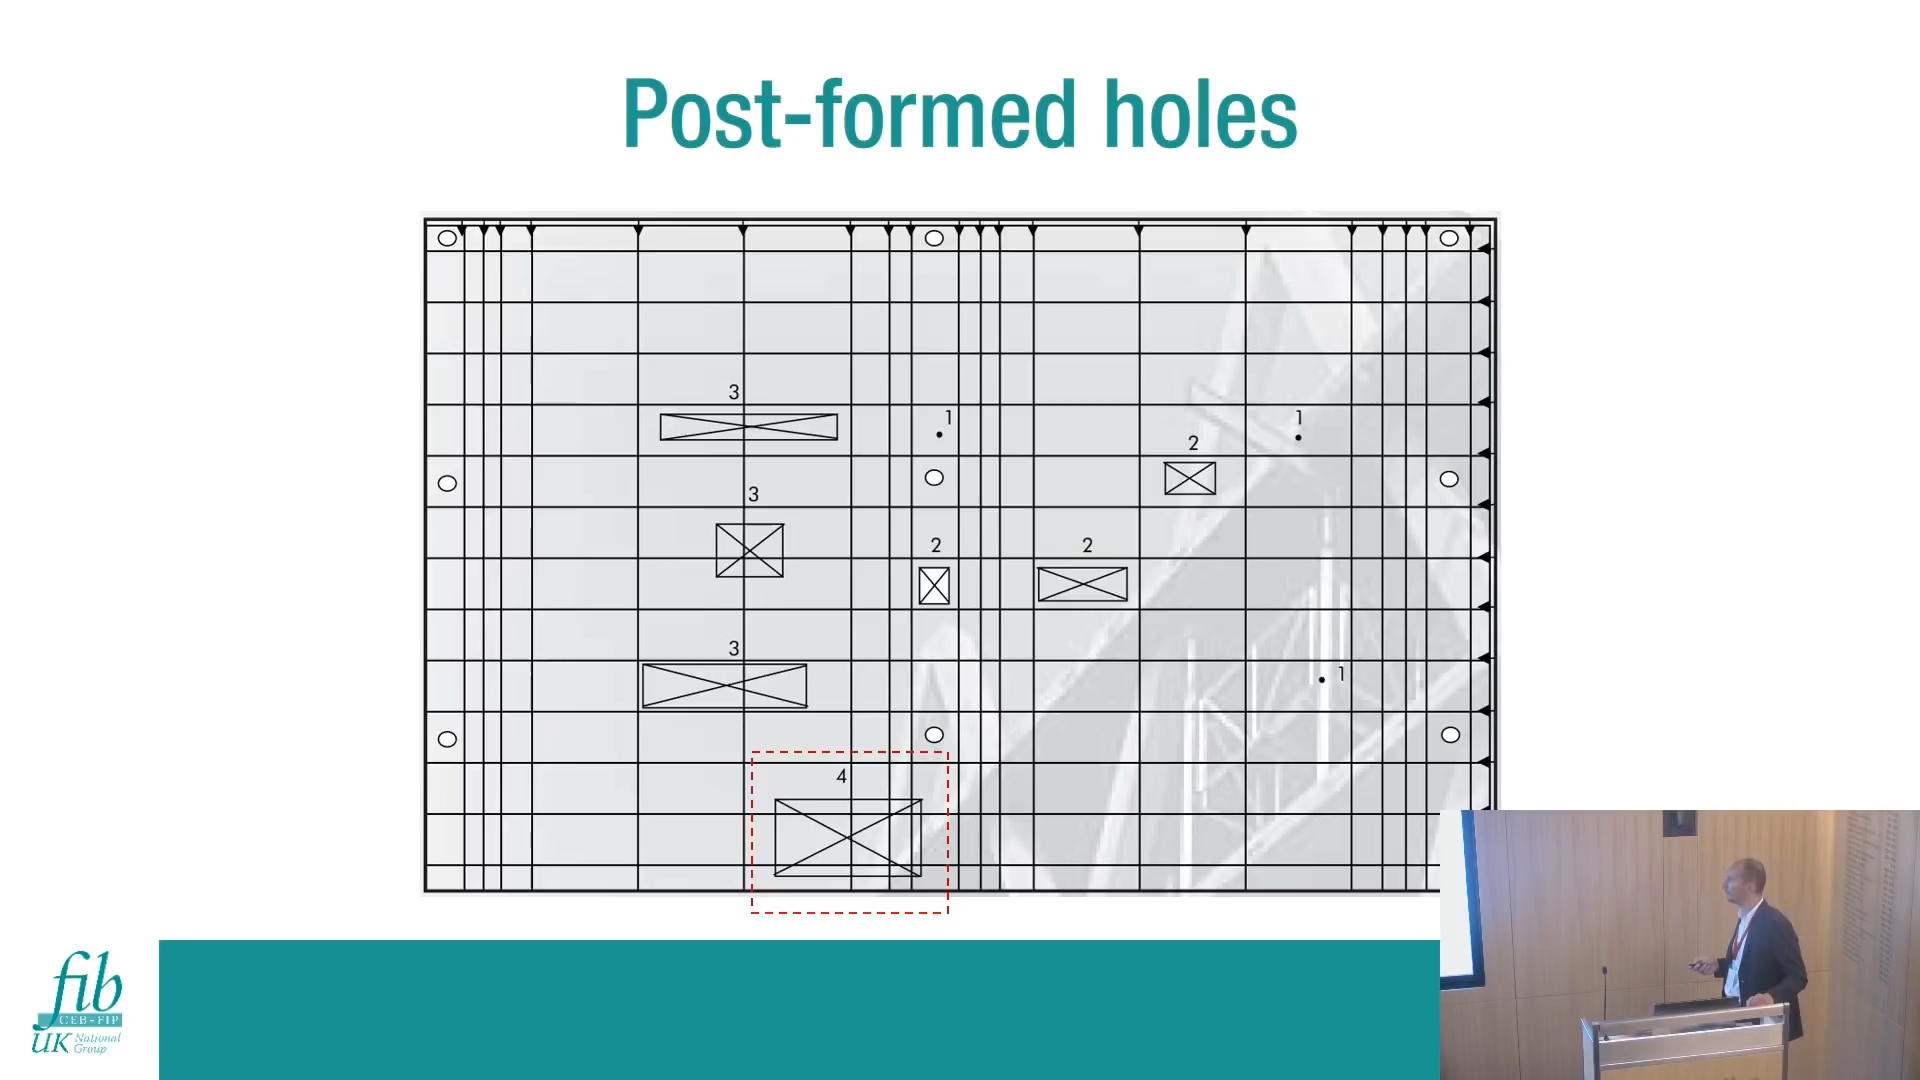 Post-formed holes
3
1
1
2
3
2
2
3
1
4
fib
CEB-FIP
UK National
Group